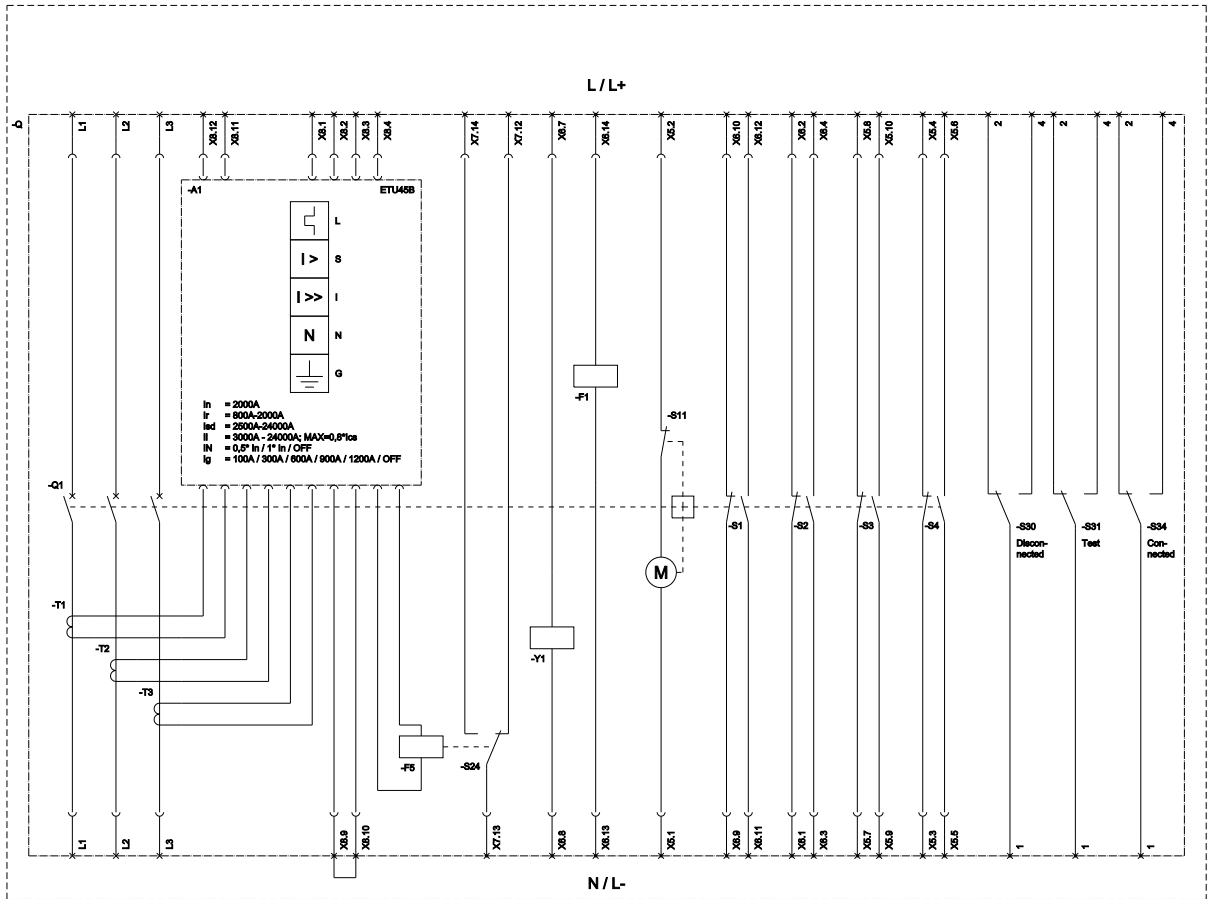 L / L+
-Q
L1
L2
L3
X8.12
X8.11
X8.1
X8.2
X8.3
X8.4
X7.14
X7.12
X6.7
X6.14
X5.2
X6.10
X6.12
X6.2
X6.4
X5.8
X5.10
X5.4
X5.6
2
4
2
4
2
4
-A1
ETU45B
L
I > S
I >> I
N N
G
In = 2000A
Ir = 800A-2000A
Isd = 2500A-24000A
Ii = 3000A - 24000A; MAX=0,8*Ics
IN = 0,5* In / 1* In / OFF
Ig = 100A / 300A / 600A / 900A / 1200A / OFF
-F1
-S11
-Q1
-S1
-S2
-S3
-S4
-S30
Discon-
nected
-S31
Test
-S34
Con-
nected
M
-T1
-T2
-T3
-Y1
-F5
-S24
L1
L2
L3
X8.9
X8.10
X7.13
X6.8
X6.13
X5.1
X6.9
X6.11
X6.1
X6.3
X5.7
X5.9
X5.3
X5.5
1
1
1
N / L-